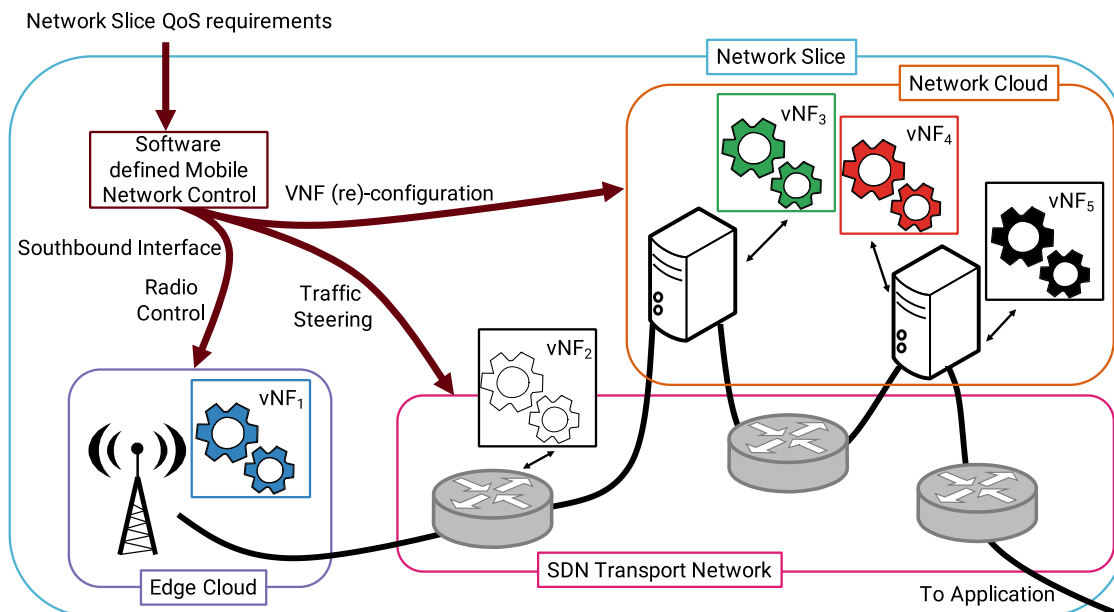 Network Slice QoS requirements
Network Slice
Network Cloud
Software
defined Mobile
Network Control
VNF (re)-configuration
vNF₃
vNF₄
vNF₅
Southbound Interface
Radio
Control
Traffic
Steering
vNF₂
vNF₁
Edge Cloud
SDN Transport Network
To Application